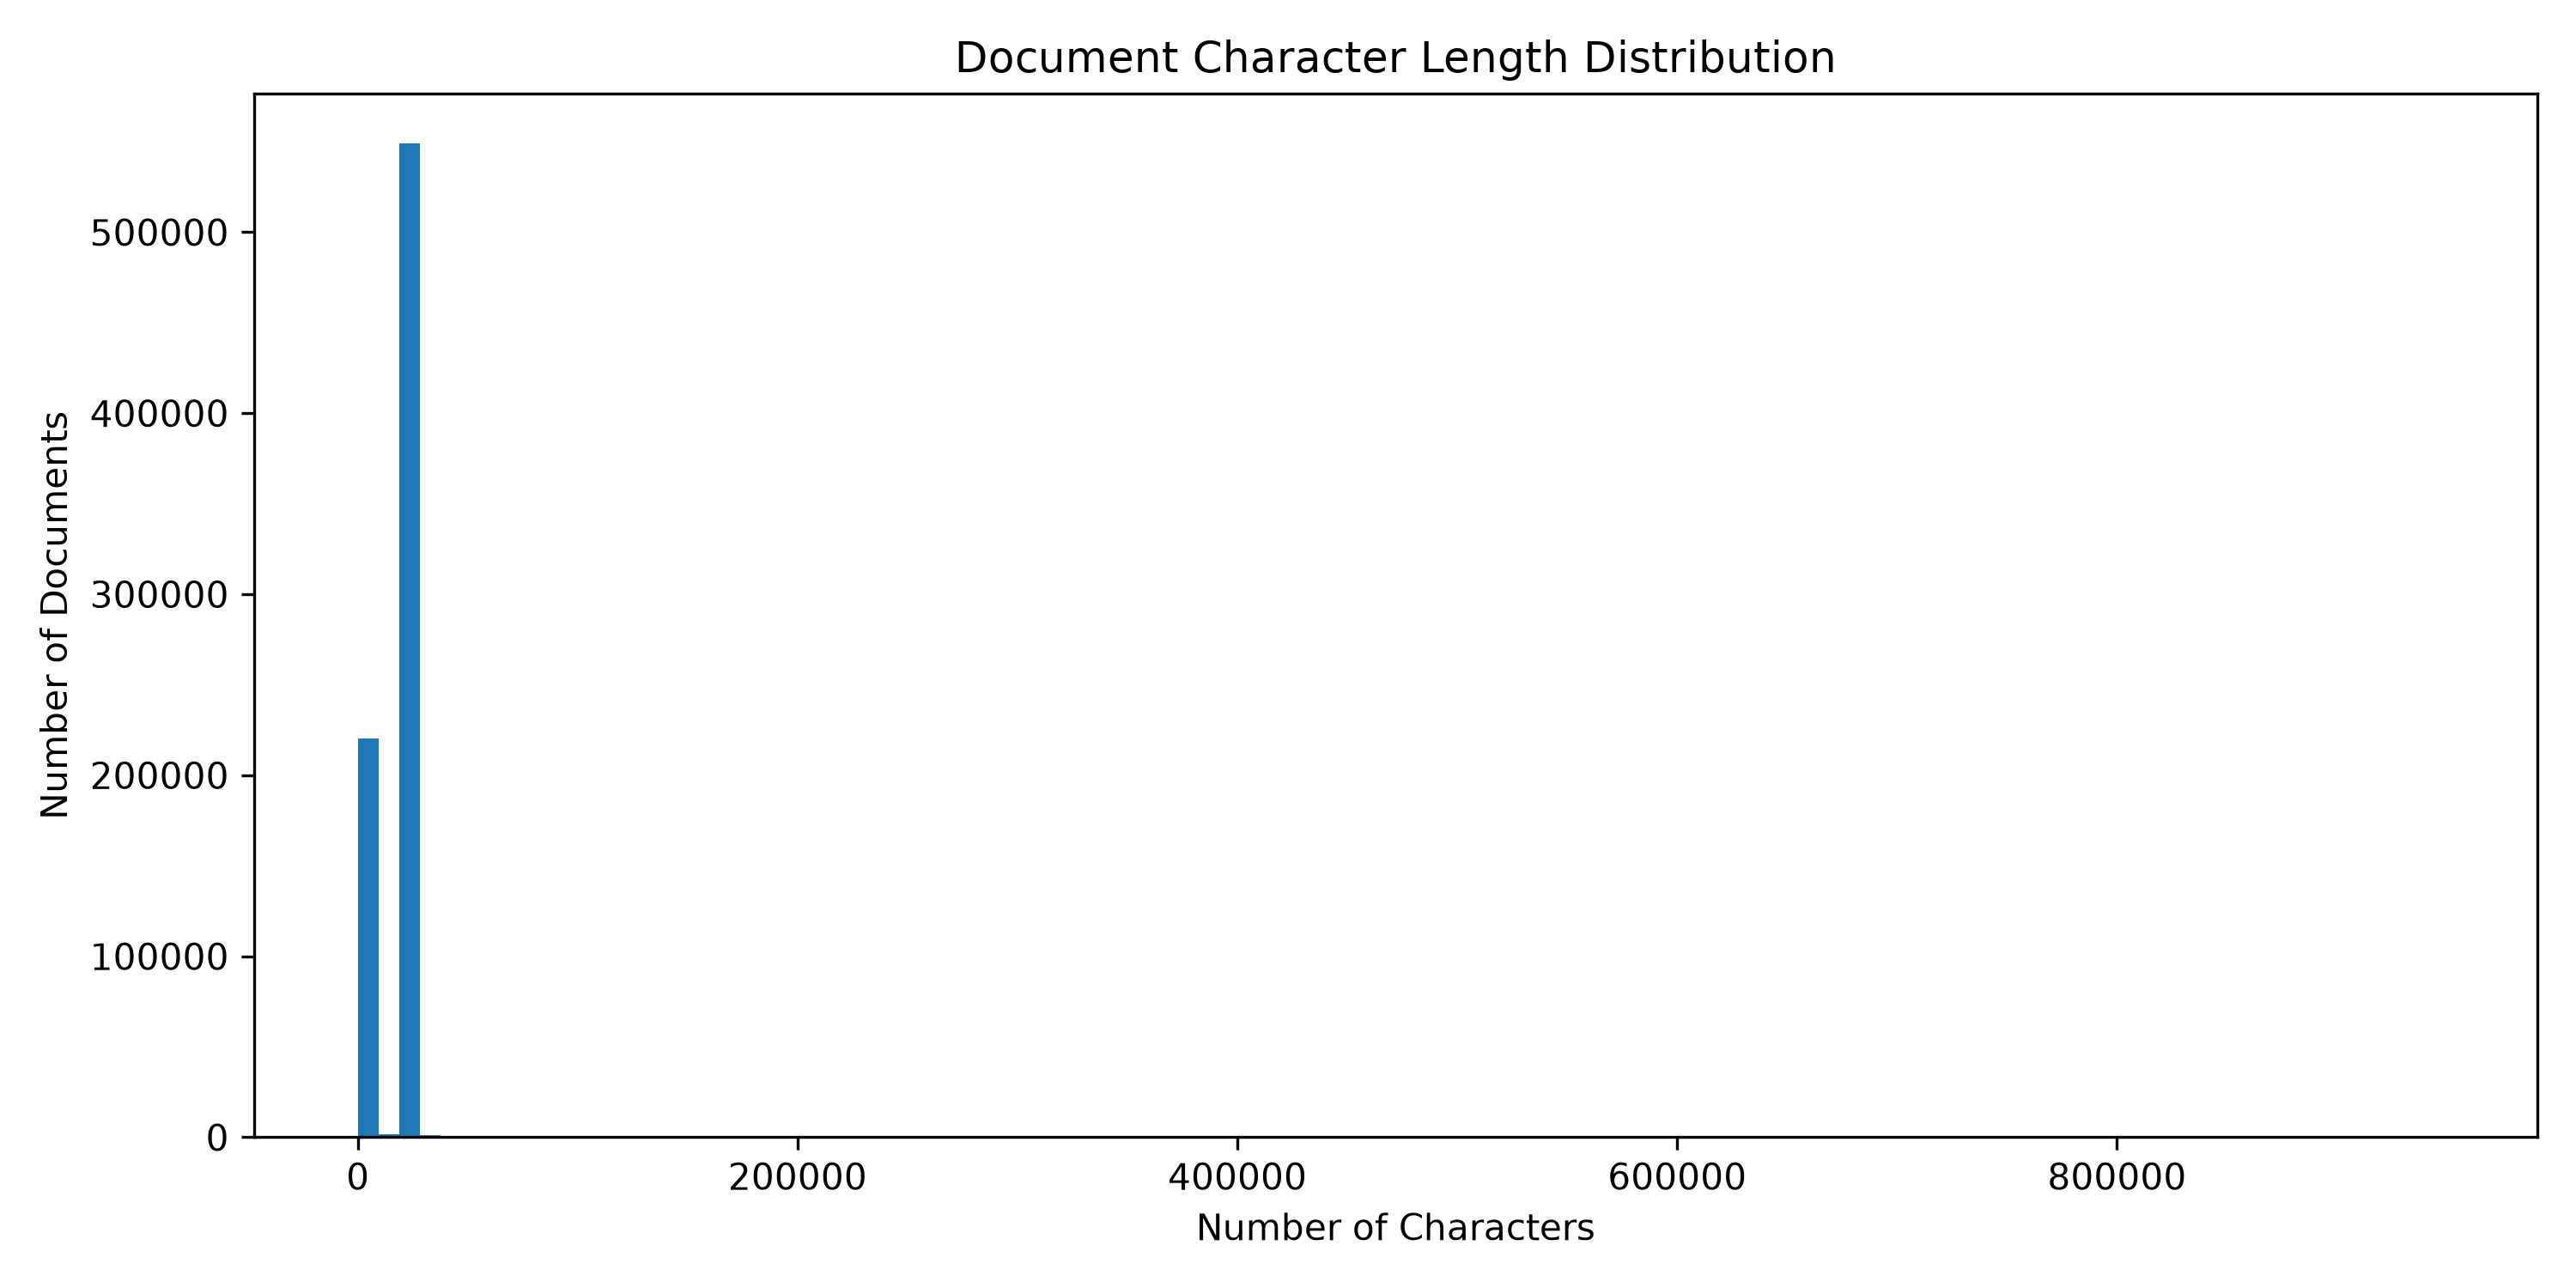 Document Character Length Distribution
Number of Documents
500000
400000
300000
200000
100000
0
0 200000 400000 600000 800000
Number of Characters